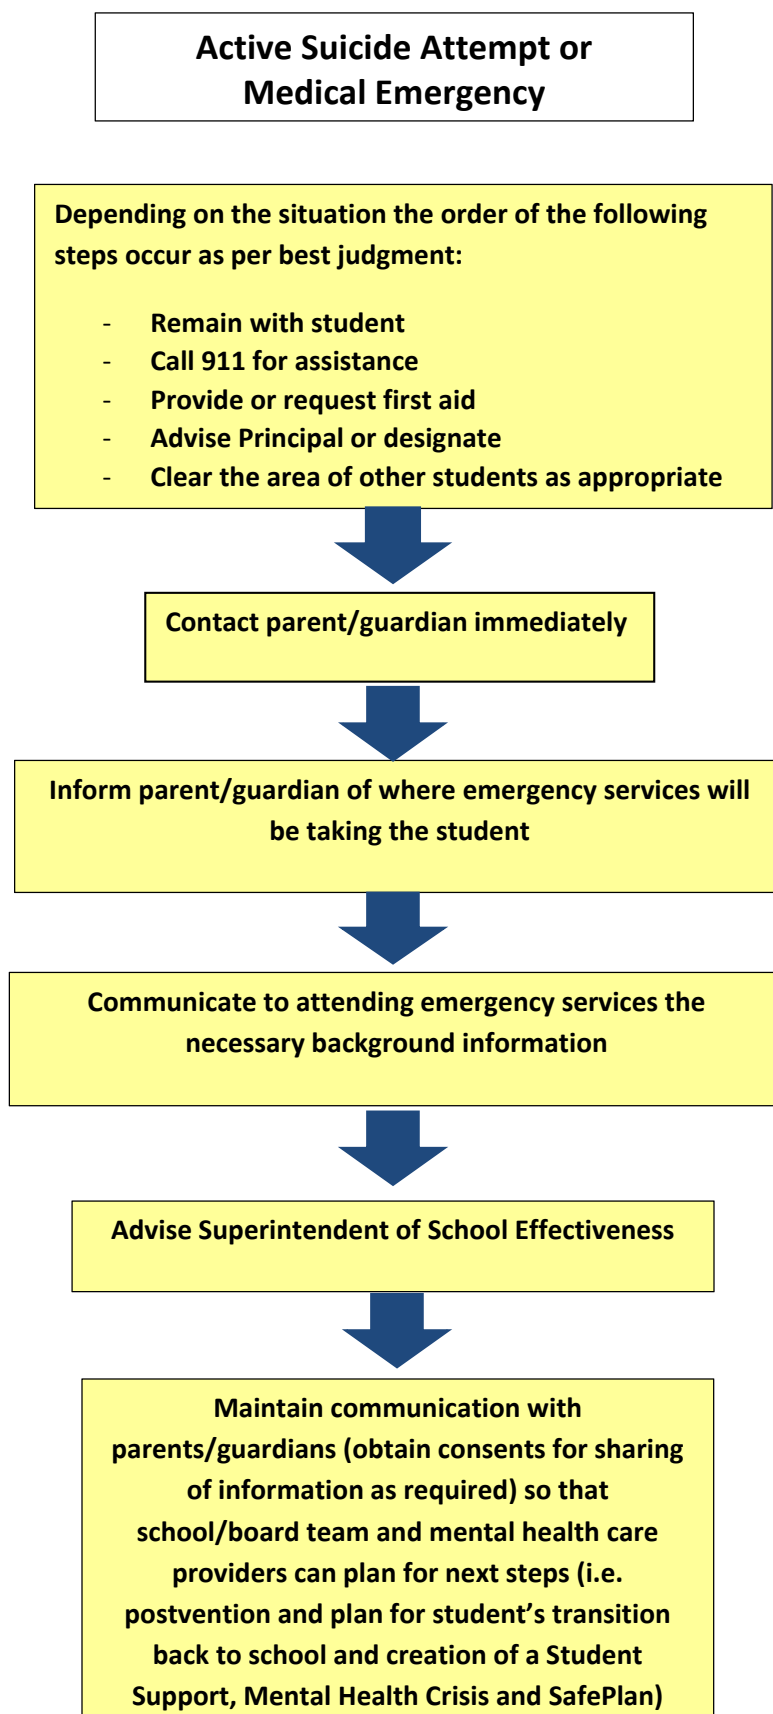 Active Suicide Attempt or
Medical Emergency
Depending on the situation the order of the following
steps occur as per best judgment:
- Remain with student
- Call 911 for assistance
- Provide or request first aid
- Advise Principal or designate
- Clear the area of other students as appropriate
Contact parent/guardian immediately
Inform parent/guardian of where emergency services will
be taking the student
Communicate to attending emergency services the
necessary background information
Advise Superintendent of School Effectiveness
Maintain communication with
parents/guardians (obtain consents for sharing
of information as required) so that
school/board team and mental health care
providers can plan for next steps (i.e.
postvention and plan for student’s transition
back to school and creation of a Student
Support, Mental Health Crisis and SafePlan)